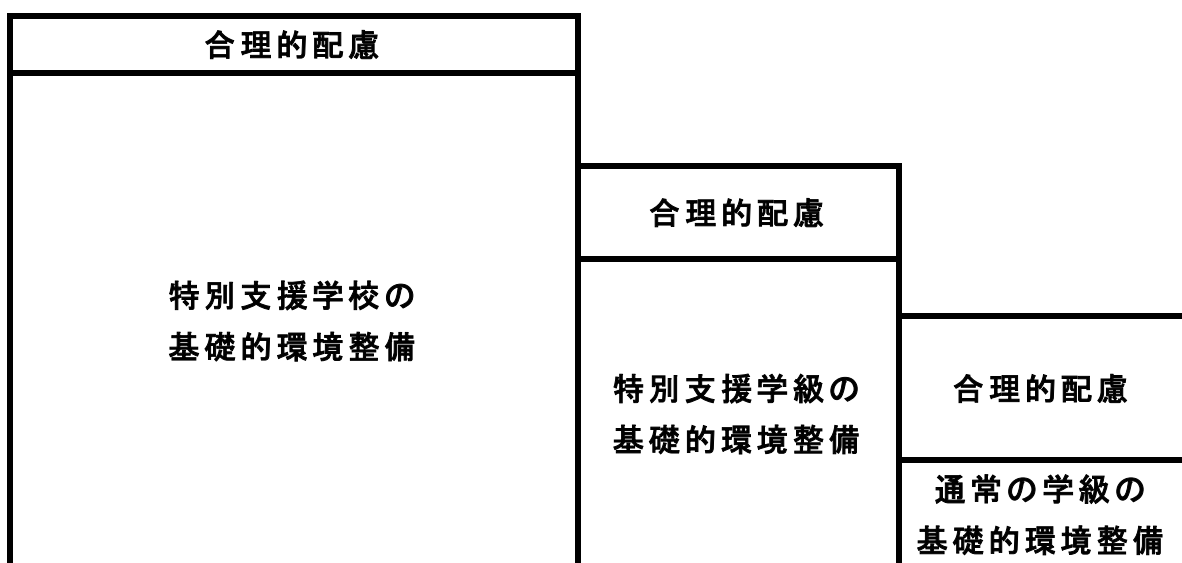 合理的配慮
特別支援学校の
基礎的環境整備
合理的配慮
特別支援学級の
基礎的環境整備
合理的配慮
通常の学級の
基礎的環境整備